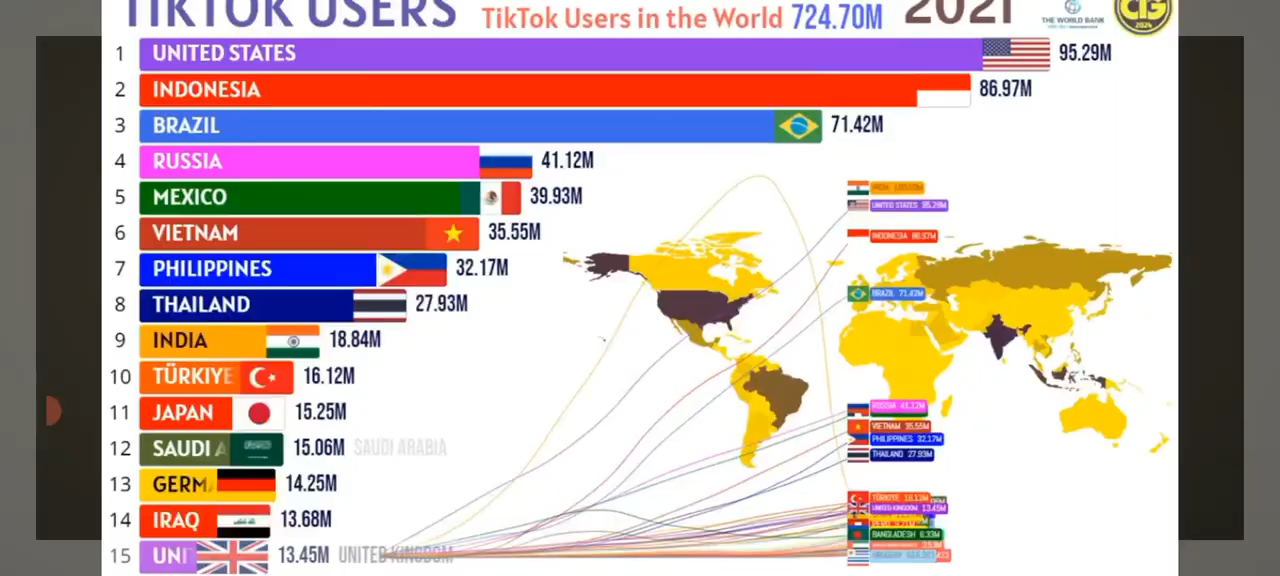 TIKTOK USERS
TikTok Users in the World 724.70M
2021
THE WORLD BANK
CIG
2024
1 UNITED STATES 95.29M
2 INDONESIA 86.97M
3 BRAZIL 71.42M
4 RUSSIA 41.12M
5 MEXICO 39.93M
6 VIETNAM 35.55M
7 PHILIPPINES 32.17M
8 THAILAND 27.93M
9 INDIA 18.84M
10 TÜRKIYE 16.12M
11 JAPAN 15.25M
12 SAUDI A 15.06M SAUDI ARABIA
13 GERM 14.25M
14 IRAQ 13.68M
15 UNI 13.45M UNITED KINGDOM
UNITED STATES 95.29M
INDONESIA 86.97M
BRAZIL 71.42M
RUSSIA 41.12M
VIETNAM 35.55M
PHILIPPINES 32.17M
THAILAND 27.93M
TÜRKIYE 16.12M
UNITED KINGDOM 13.45M
BANGLADESH 6.33M